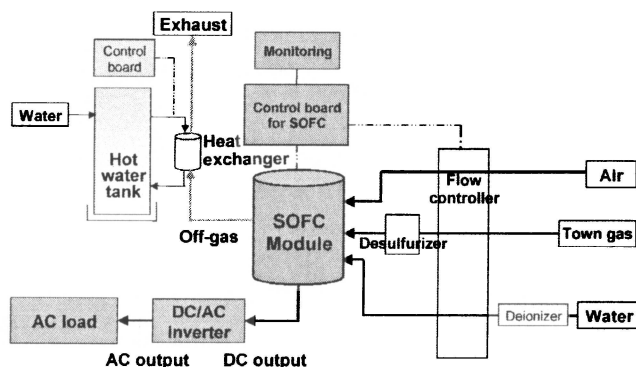 Exhaust
Monitoring
Control
board
Control board
for SOFC
Water
Heat
exchanger
Hot
water
tank
Flow
controller
Air
SOFC
Module
Off-gas
Desulfurizer
Town gas
AC load
DC/AC
inverter
Deionizer
Water
AC output
DC output